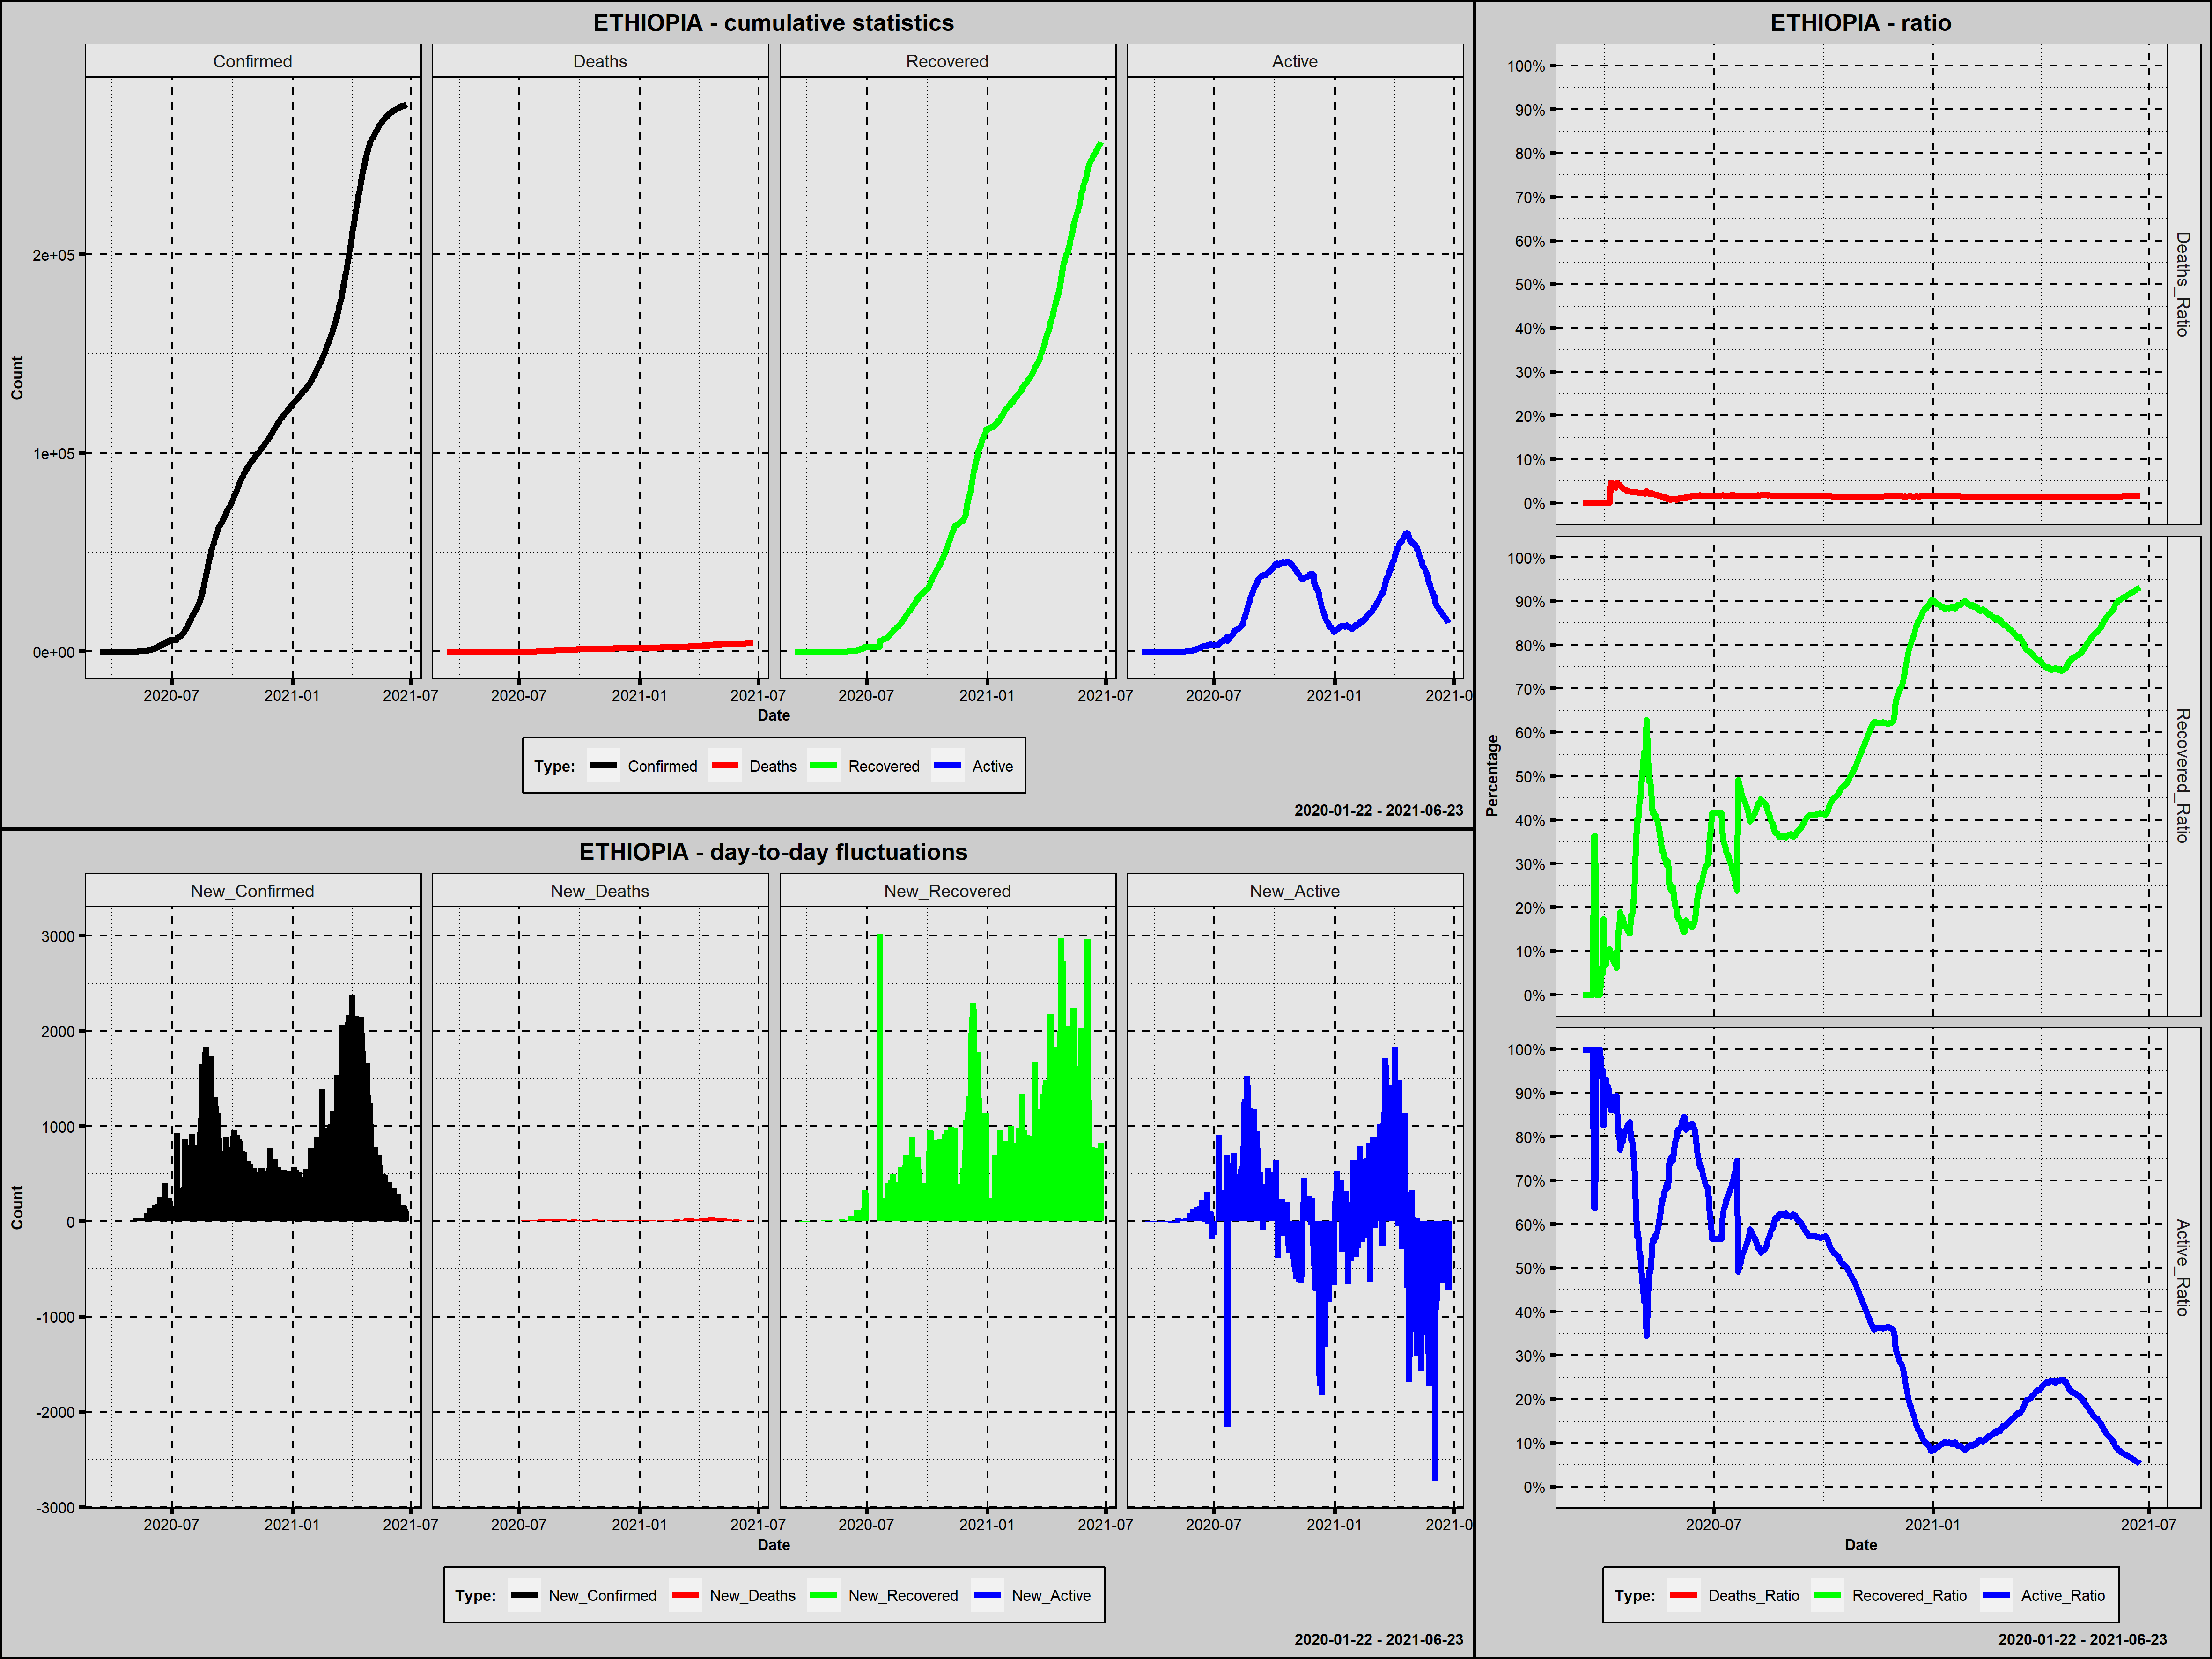 ETHIOPIA - cumulative statistics
Confirmed Deaths Recovered Active
Count
2e+05
1e+05
0e+00
2020-07 2021-01 2021-07 2020-07 2021-01 2021-07 2020-07 2021-01 2021-07 2020-07 2021-01 2021-0
Date
Type: Confirmed Deaths Recovered Active
2020-01-22 - 2021-06-23
ETHIOPIA - day-to-day fluctuations
New_Confirmed New_Deaths New_Recovered New_Active
Count
3000
2000
1000
0
-1000
-2000
-3000
2020-07 2021-01 2021-07 2020-07 2021-01 2021-07 2020-07 2021-01 2021-07 2020-07 2021-01 2021-0
Date
Type: New_Confirmed New_Deaths New_Recovered New_Active
2020-01-22 - 2021-06-23
ETHIOPIA - ratio
Percentage
100%
90%
80%
70%
60%
50%
40%
30%
20%
10%
0%
Deaths_Ratio
100%
90%
80%
70%
60%
50%
40%
30%
20%
10%
0%
Recovered_Ratio
100%
90%
80%
70%
60%
50%
40%
30%
20%
10%
0%
Active_Ratio
2020-07 2021-01 2021-07
Date
Type: Deaths_Ratio Recovered_Ratio Active_Ratio
2020-01-22 - 2021-06-23